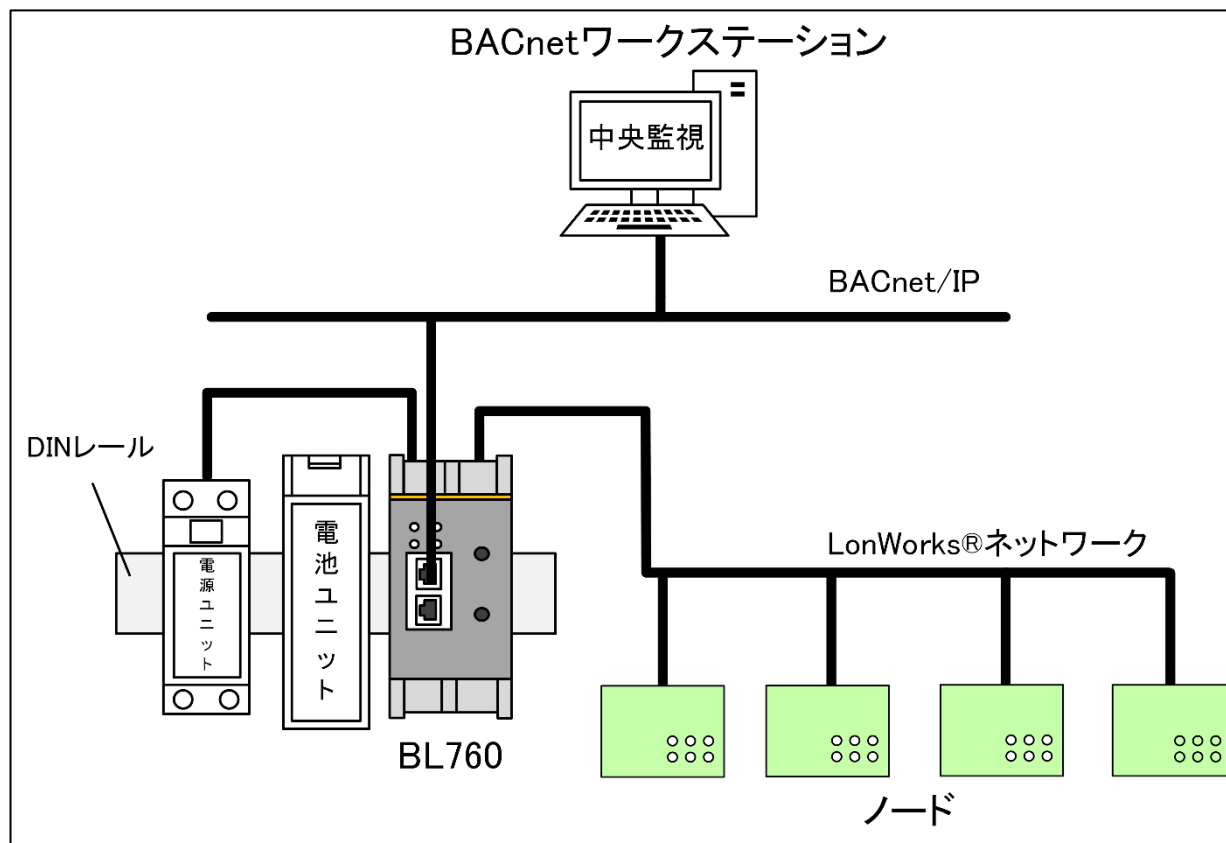 BACnetワークステーション
中央監視
BACnet/IP
DINレール
電源ユニット
電池ユニット
LonWorks®ネットワーク
BL760
ノード